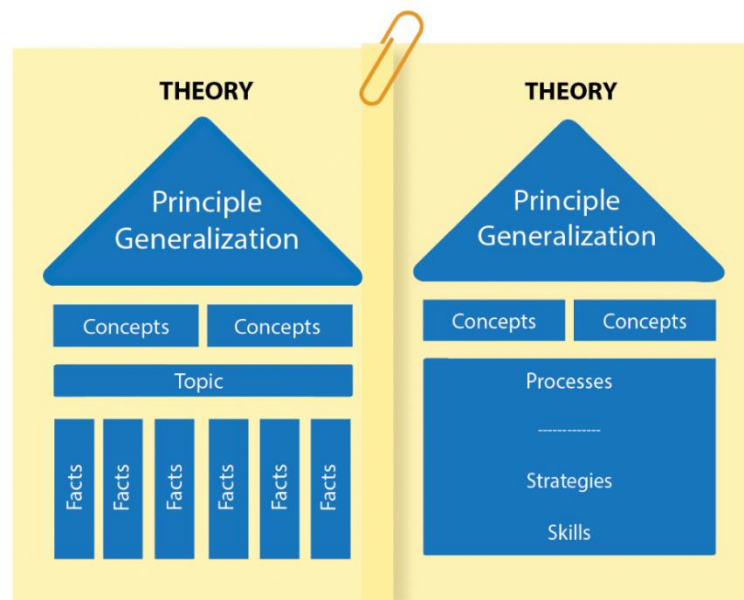 THEORY
Principle
Generalization
Concepts
Concepts
Topic
Facts
Facts
Facts
Facts
Facts
Facts
THEORY
Principle
Generalization
Concepts
Concepts
Processes
-------------
Strategies
Skills